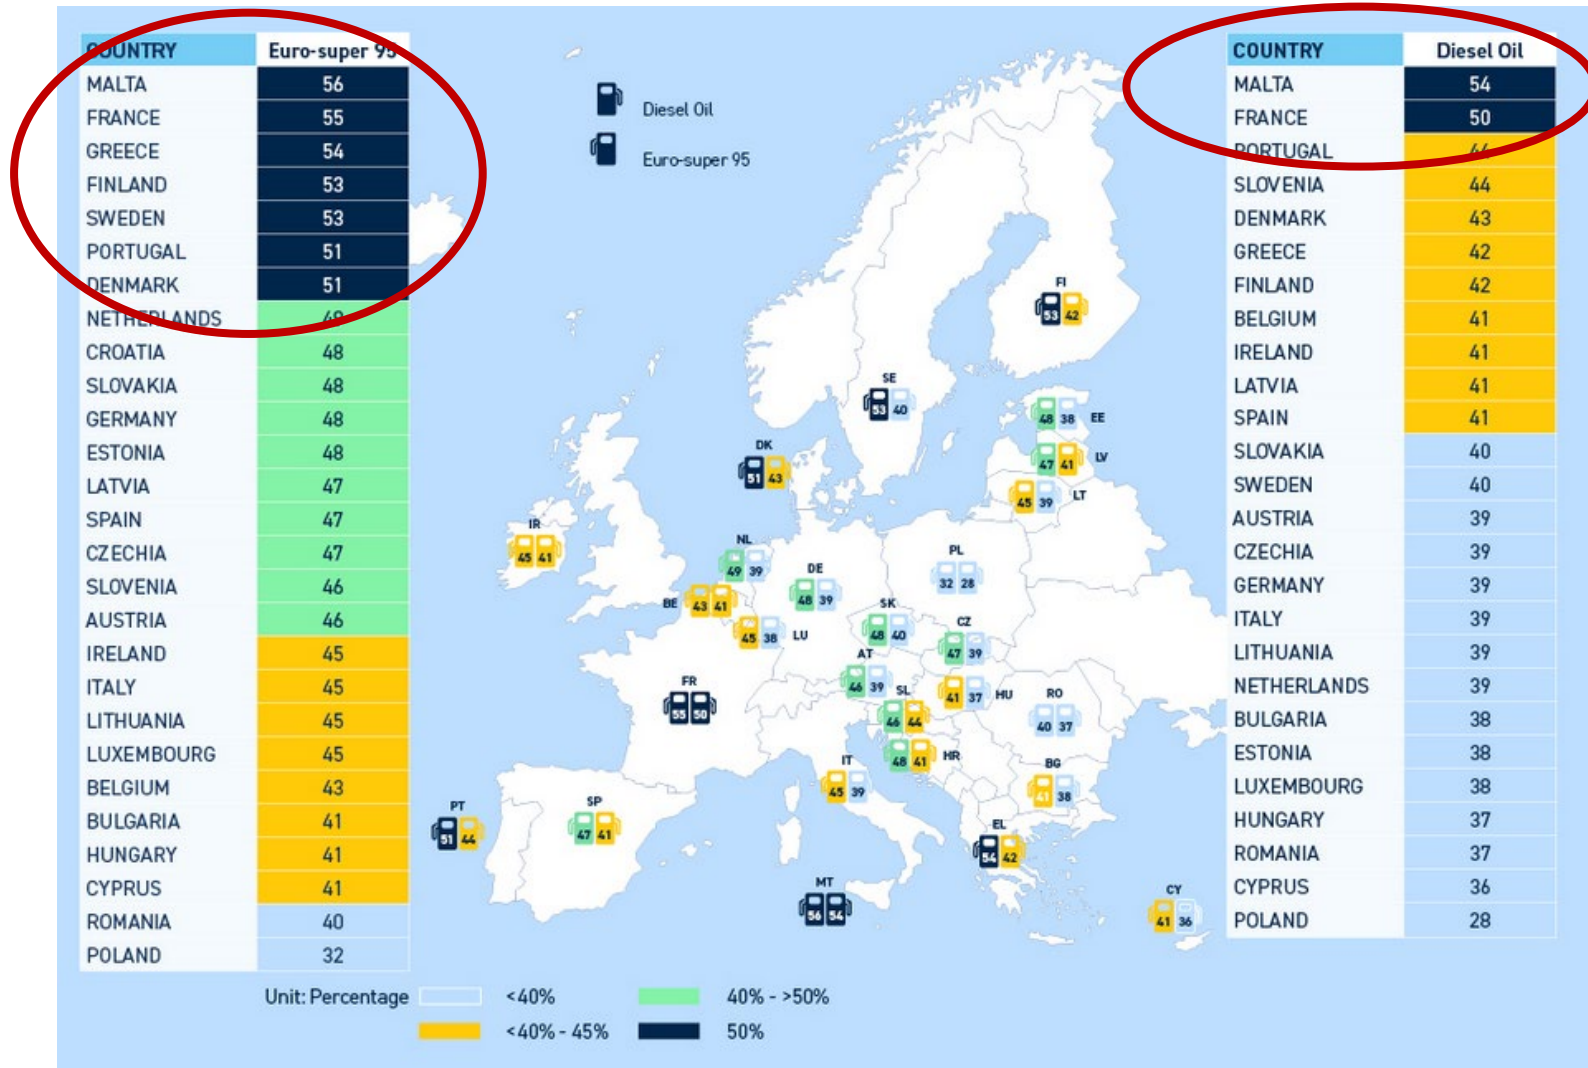 COUNTRY Euro-super 95
MALTA 56
FRANCE 55
GREECE 54
FINLAND 53
SWEDEN 53
PORTUGAL 51
DENMARK 51
NETHERLANDS 49
CROATIA 48
SLOVAKIA 48
GERMANY 48
ESTONIA 48
LATVIA 47
SPAIN 47
CZECHIA 47
SLOVENIA 46
AUSTRIA 46
IRELAND 45
ITALY 45
LITHUANIA 45
LUXEMBOURG 45
BELGIUM 43
BULGARIA 41
HUNGARY 41
CYPRUS 41
ROMANIA 40
POLAND 32
Diesel Oil
Euro-super 95
FI
53 42
SE
53 40
48 38 EE
DK
51 43
47 41 LV
45 39 LT
IR
45 41
NL
49 39
PL
32 28
DE
48 39
BE 43 41
SK
48 40
45 38 LU
CZ
47 39
AT
46 39
FR
55 50
41 37 HU
RO
40 37
SL
46 44
48 41 HR
IT
45 39
BG
41 38
PT
51 44
SP
47 41
EL
54 42
MT
56 54
CY
41 36
COUNTRY Diesel Oil
MALTA 54
FRANCE 50
PORTUGAL 44
SLOVENIA 44
DENMARK 43
GREECE 42
FINLAND 42
BELGIUM 41
IRELAND 41
LATVIA 41
SPAIN 41
SLOVAKIA 40
SWEDEN 40
AUSTRIA 39
CZECHIA 39
GERMANY 39
ITALY 39
LITHUANIA 39
NETHERLANDS 39
BULGARIA 38
ESTONIA 38
LUXEMBOURG 38
HUNGARY 37
ROMANIA 37
CYPRUS 36
POLAND 28
Unit: Percentage <40% 40% - >50%
<40% - 45% 50%